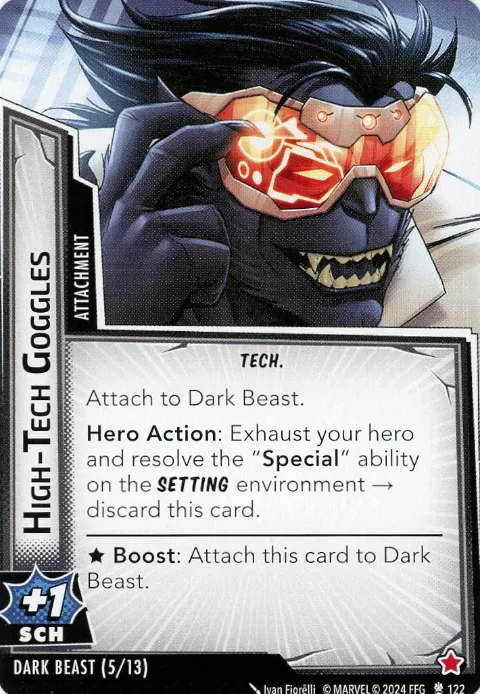 HIGH-TECH GOGGLES
ATTACHMENT
TECH.
Attach to Dark Beast.
Hero Action: Exhaust your hero
and resolve the "Special" ability
on the SETTING environment →
discard this card.
★ Boost: Attach this card to Dark
Beast.
+1
SCH
DARK BEAST (5/13)
Ivan Fiorelli © MARVEL © 2024 FFG 122